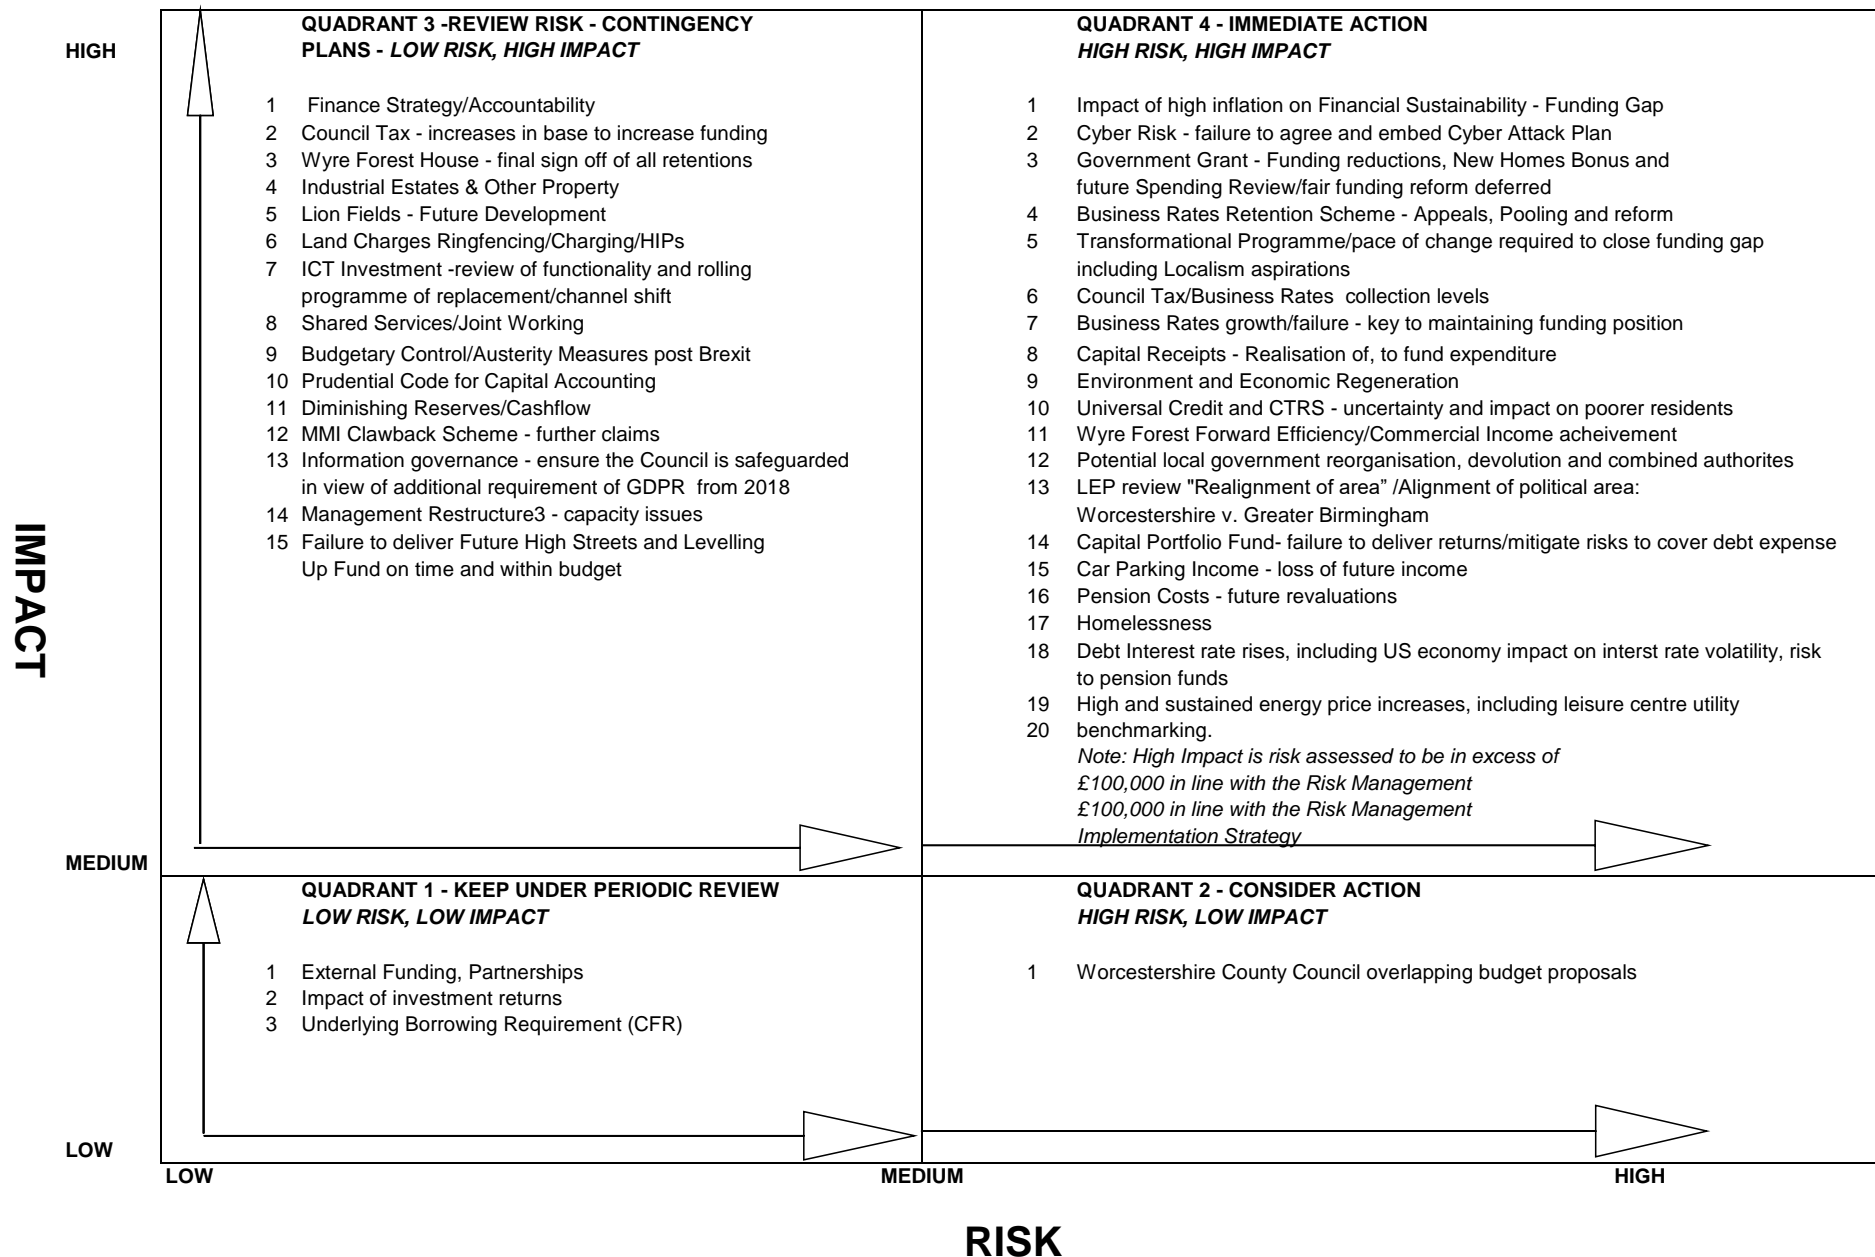 HIGH
QUADRANT 3 -REVIEW RISK - CONTINGENCY
PLANS - LOW RISK, HIGH IMPACT
1 Finance Strategy/Accountability
2 Council Tax - increases in base to increase funding
3 Wyre Forest House - final sign off of all retentions
4 Industrial Estates & Other Property
5 Lion Fields - Future Development
6 Land Charges Ringfencing/Charging/HIPs
7 ICT Investment -review of functionality and rolling
programme of replacement/channel shift
8 Shared Services/Joint Working
9 Budgetary Control/Austerity Measures post Brexit
10 Prudential Code for Capital Accounting
11 Diminishing Reserves/Cashflow
12 MMI Clawback Scheme - further claims
13 Information governance - ensure the Council is safeguarded
in view of additional requirement of GDPR from 2018
14 Management Restructure3 - capacity issues
15 Failure to deliver Future High Streets and Levelling
Up Fund on time and within budget
QUADRANT 4 - IMMEDIATE ACTION
HIGH RISK, HIGH IMPACT
1 Impact of high inflation on Financial Sustainability - Funding Gap
2 Cyber Risk - failure to agree and embed Cyber Attack Plan
3 Government Grant - Funding reductions, New Homes Bonus and
future Spending Review/fair funding reform deferred
4 Business Rates Retention Scheme - Appeals, Pooling and reform
5 Transformational Programme/pace of change required to close funding gap
including Localism aspirations
6 Council Tax/Business Rates collection levels
7 Business Rates growth/failure - key to maintaining funding position
8 Capital Receipts - Realisation of, to fund expenditure
9 Environment and Economic Regeneration
10 Universal Credit and CTRS - uncertainty and impact on poorer residents
11 Wyre Forest Forward Efficiency/Commercial Income acheivement
12 Potential local government reorganisation, devolution and combined authorites
13 LEP review "Realignment of area” /Alignment of political area:
Worcestershire v. Greater Birmingham
14 Capital Portfolio Fund- failure to deliver returns/mitigate risks to cover debt expense
15 Car Parking Income - loss of future income
16 Pension Costs - future revaluations
17 Homelessness
18 Debt Interest rate rises, including US economy impact on interst rate volatility, risk
to pension funds
19 High and sustained energy price increases, including leisure centre utility
20 benchmarking.
Note: High Impact is risk assessed to be in excess of
£100,000 in line with the Risk Management
£100,000 in line with the Risk Management
Implementation Strategy
IMPACT
MEDIUM
QUADRANT 1 - KEEP UNDER PERIODIC REVIEW
LOW RISK, LOW IMPACT
1 External Funding, Partnerships
2 Impact of investment returns
3 Underlying Borrowing Requirement (CFR)
QUADRANT 2 - CONSIDER ACTION
HIGH RISK, LOW IMPACT
1 Worcestershire County Council overlapping budget proposals
LOW
LOW
MEDIUM
HIGH
RISK